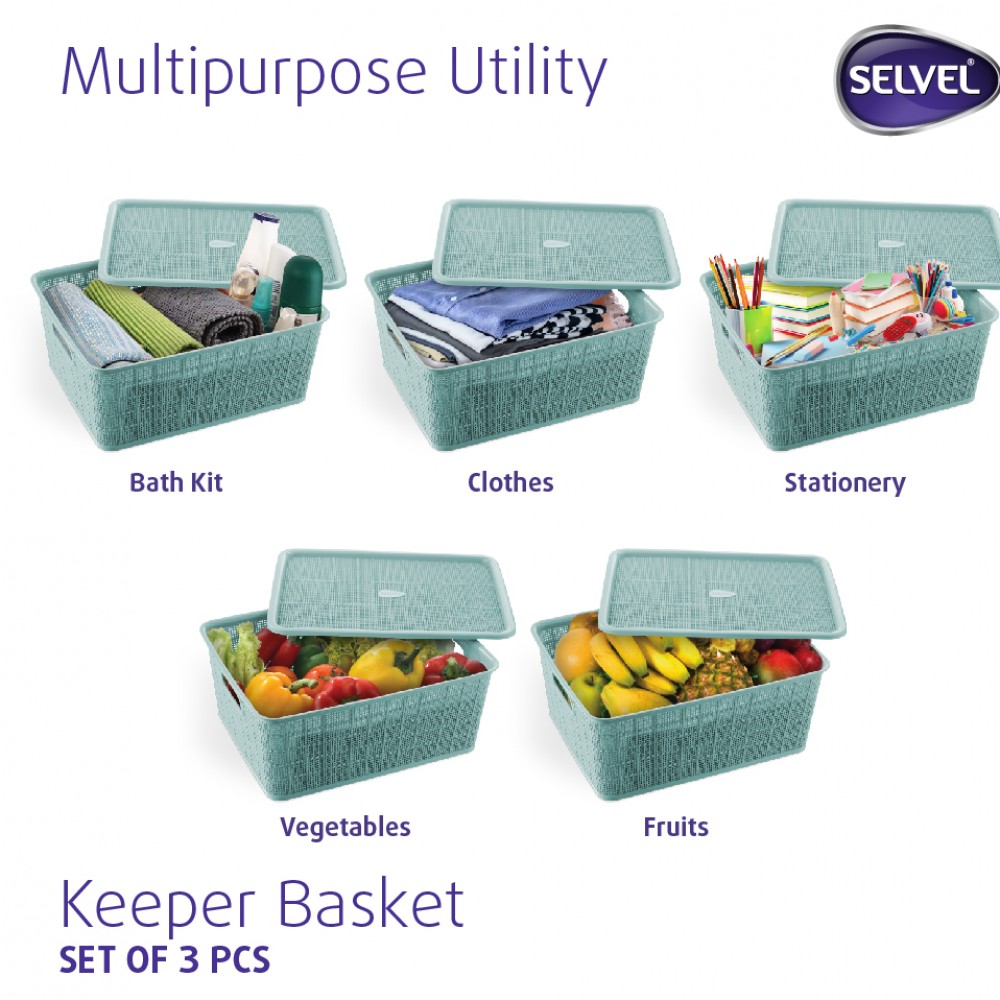 Multipurpose Utility
SELVEL®
Bath Kit
Clothes
Stationery
Vegetables
Fruits
Keeper Basket
SET OF 3 PCS